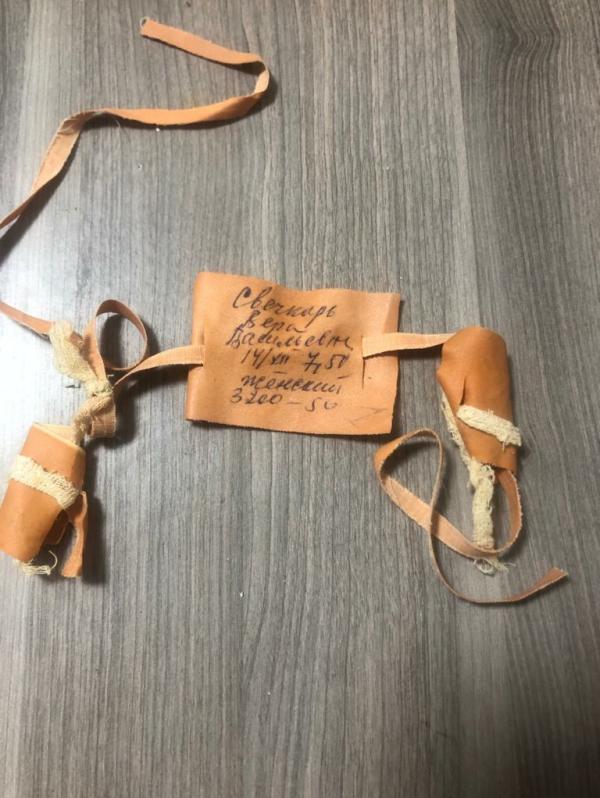 Свечкарь
Вера
Васильевна
14/XII 7,50
женский
3200 – 50